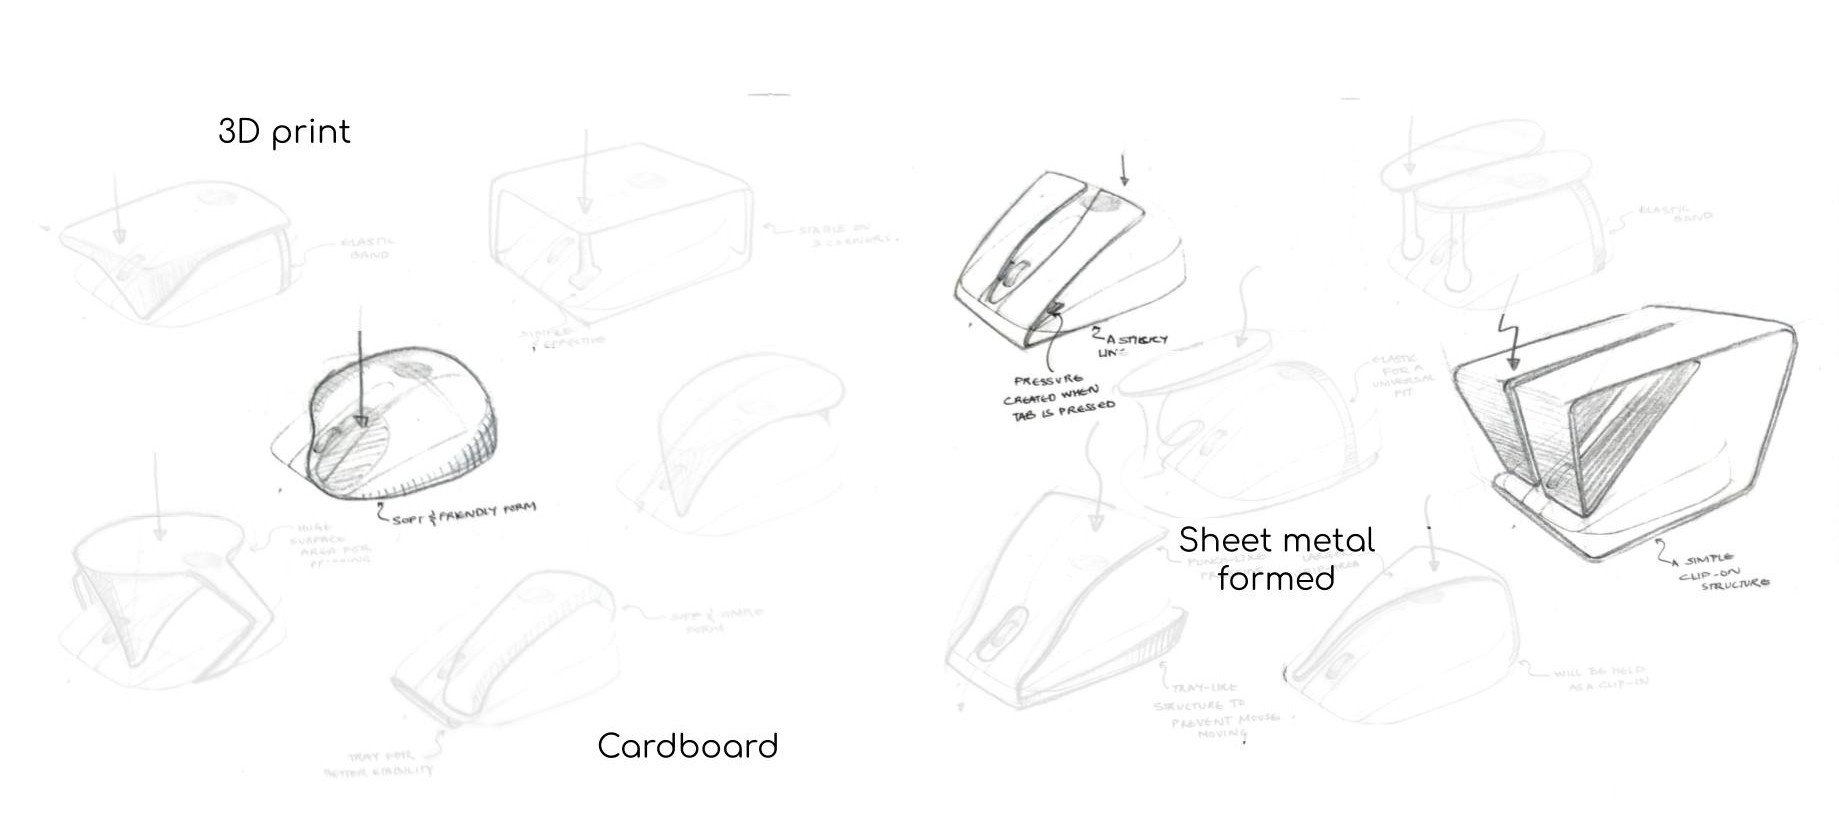 3D print
ELASTIC
BAND
STABLE ON
3 CORNERS.
SIMPLE
EFFECTIVE
SOFT & FRIENDLY FORM
HUGE
SURFACE
AREA FOR
SOFT & SIMPLE
FORM
TRAY FOR
BETTER STABILITY
Cardboard
A STICKY
LINE
PRESSURE
CREATED WHEN
TAB IS PRESSED
ELASTIC
BAND
ELASTIC
FOR A
UNIVERSAL
FIT
Sheet metal
formed
A SIMPLE
CLIP-ON
STRUCTURE
TRAY-LIKE
STRUCTURE TO
PREVENT MOUSE
MOVING
WILL BE HELD
AS A CLIP-IN